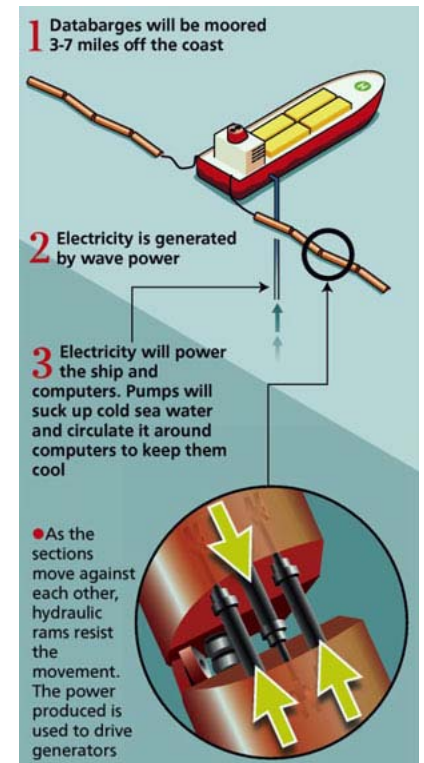 1 Databarges will be moored
3-7 miles off the coast
2 Electricity is generated
by wave power
3 Electricity will power
the ship and
computers. Pumps will
suck up cold sea water
and circulate it around
computers to keep them
cool
●As the
sections
move against
each other,
hydraulic
rams resist
the
movement.
The power
produced is
used to drive
generators